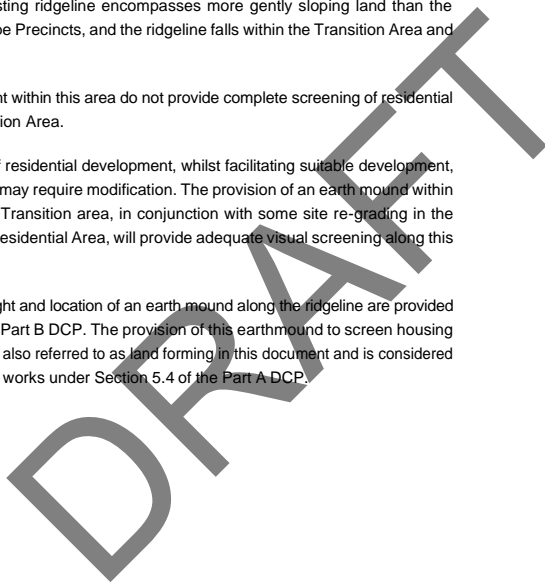 sting ridgeline encompasses more gently sloping land than the
pe Precincts, and the ridgeline falls within the Transition Area and
nt within this area do not provide complete screening of residential
tion Area.
f residential development, whilst facilitating suitable development,
may require modification. The provision of an earth mound within
Transition area, in conjunction with some site re-grading in the
esidential Area, will provide adequate visual screening along this
ght and location of an earth mound along the ridgeline are provided
Part B DCP. The provision of this earthmound to screen housing
also referred to as land forming in this document and is considered
works under Section 5.4 of the Part A DCP.
DRAFT